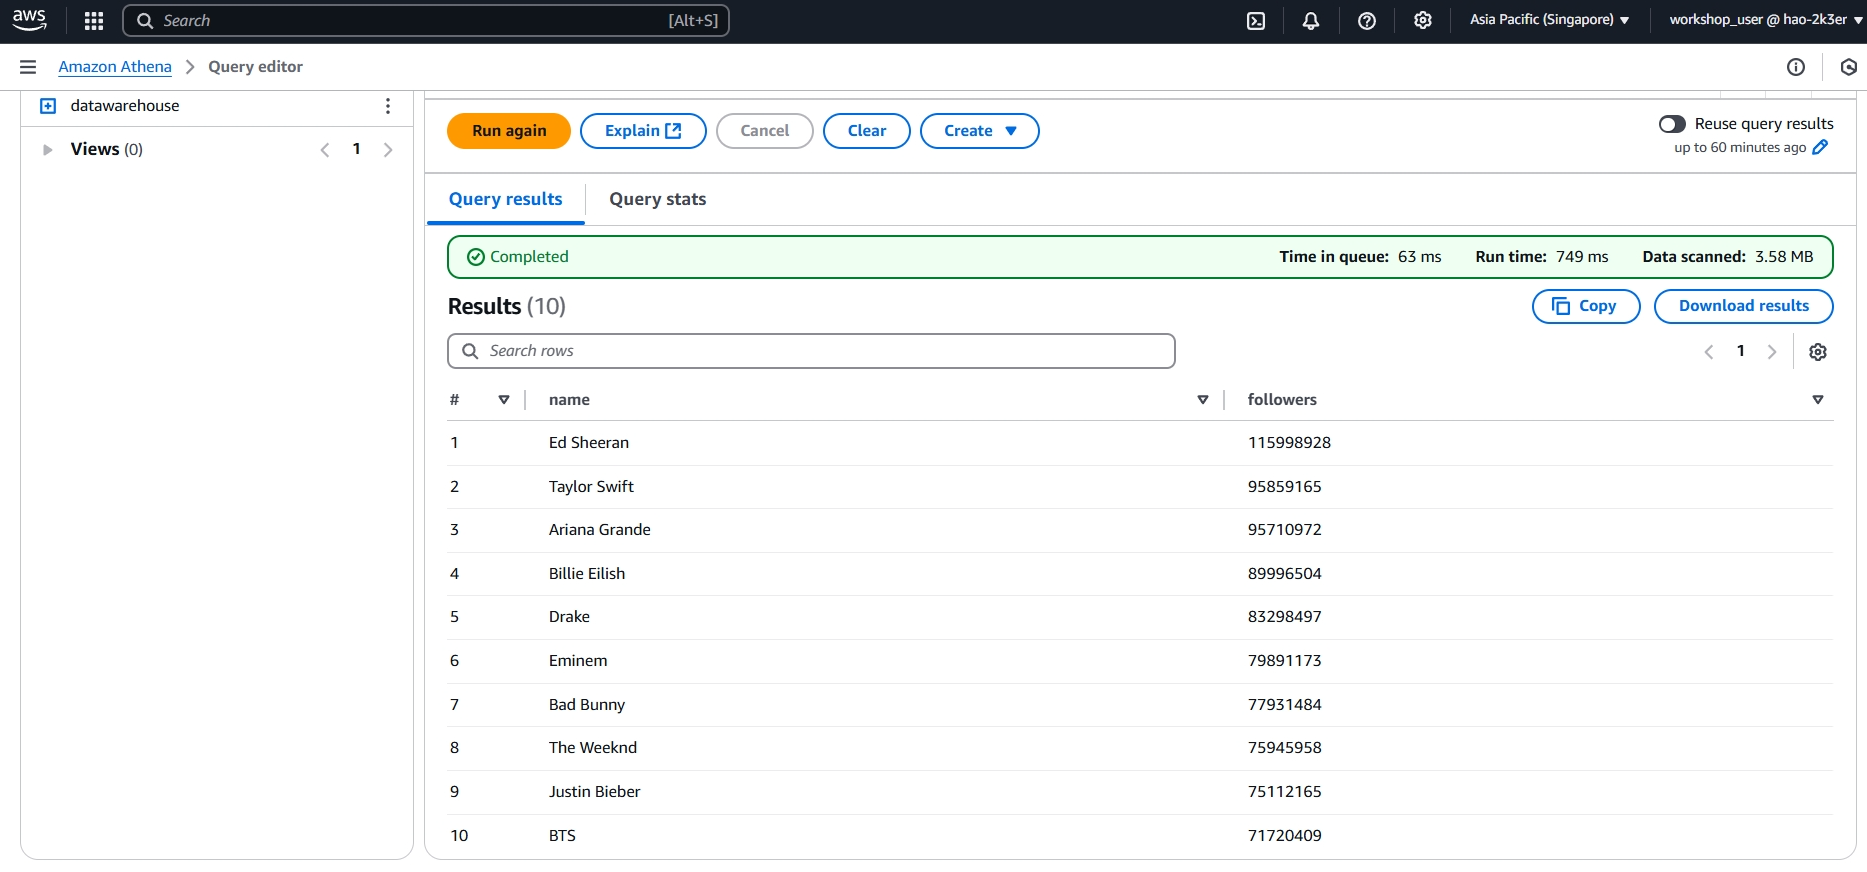 aws Search [Alt+S] Asia Pacific (Singapore) workshop_user @ hao-2k3er
Amazon Athena > Query editor
datawarehouse
Views (0) 1
Run again Explain Cancel Clear Create
Reuse query results
up to 60 minutes ago
Query results Query stats
Completed Time in queue: 63 ms Run time: 749 ms Data scanned: 3.58 MB
Results (10) Copy Download results
Search rows 1
# name followers
1 Ed Sheeran 115998928
2 Taylor Swift 95859165
3 Ariana Grande 95710972
4 Billie Eilish 89996504
5 Drake 83298497
6 Eminem 79891173
7 Bad Bunny 77931484
8 The Weeknd 75945958
9 Justin Bieber 75112165
10 BTS 71720409